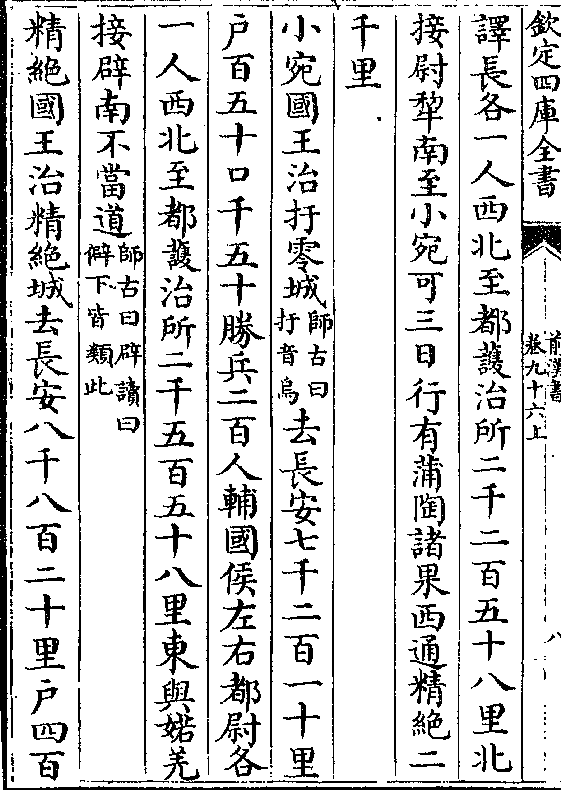 欽定四庫全書
前漢書
卷九十六上
八
譯長各一人西北至都䕶治所二千二百五十八里北
接尉犂南至小宛可三日行有蒲陶諸果西通精絶二
千里
小宛國王治扜零城師古曰扜音烏去長安七千二百一十里
户百五十口千五十勝兵二百人輔國侯左右都尉各
一人西北至都䕶治所二千五百五十八里東與婼羌
接辟南不當道師古曰辟讀曰僻下皆類此
精絶國王治精絶城去長安八千八百二十里户四百